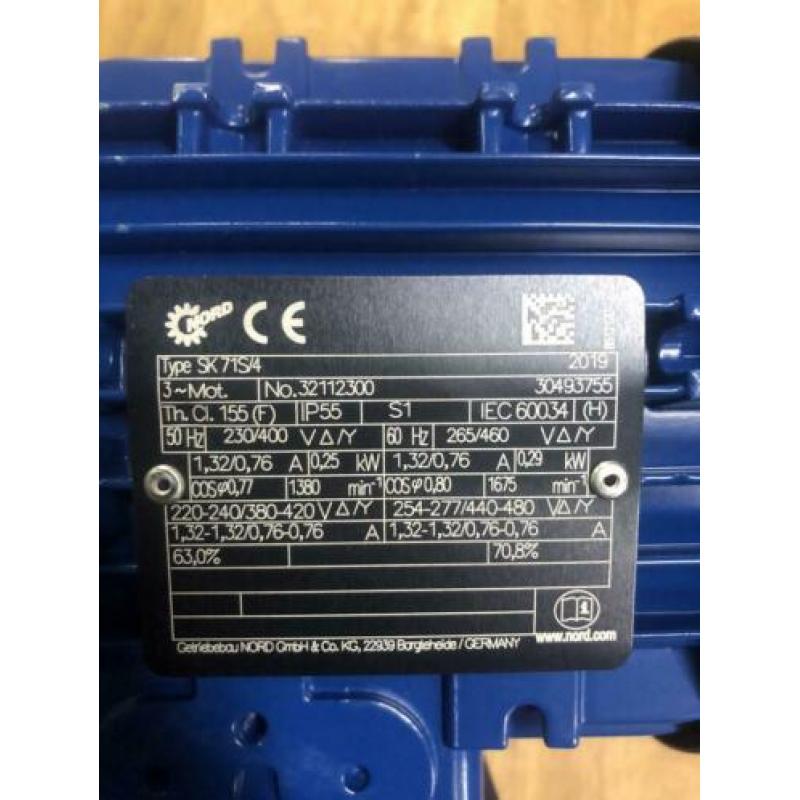 NORD CE
Type SK 71S/4 2019
3~Mot. No. 32112300 30493755
Th. Cl. 155 (F) IP55 S1 IEC 60034 (H)
50 Hz 230/400 V Δ/Y 60 Hz 265/460 V Δ/Y
1,32/0,76 A 0,25 kW 1,32/0,76 A 0,29 kW
COS φ 0,77 1380 min⁻¹ COS φ 0,80 1675 min⁻¹
220-240/380-420 V Δ/Y 254-277/440-480 V Δ/Y
1,32-1,32/0,76-0,76 A 1,32-1,32/0,76-0,76 A
63,0% 70,8%
i
www.nord.com
Getriebebau NORD GmbH & Co. KG, 22939 Bargteheide / GERMANY